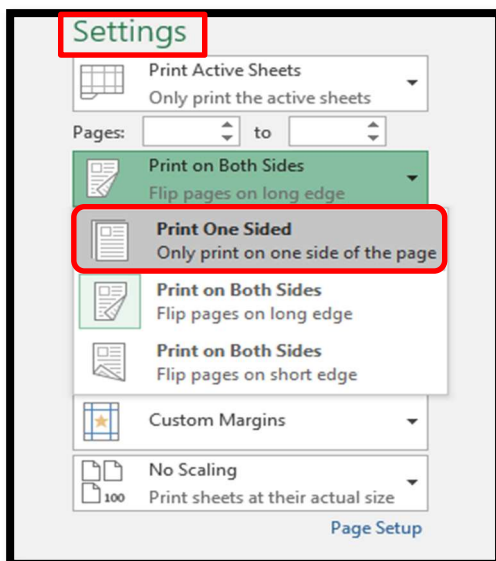 Settings
Print Active Sheets
Only print the active sheets
Pages: to
Print on Both Sides
Flip pages on long edge
Print One Sided
Only print on one side of the page
Print on Both Sides
Flip pages on long edge
Print on Both Sides
Flip pages on short edge
Custom Margins
No Scaling
100 Print sheets at their actual size
Page Setup